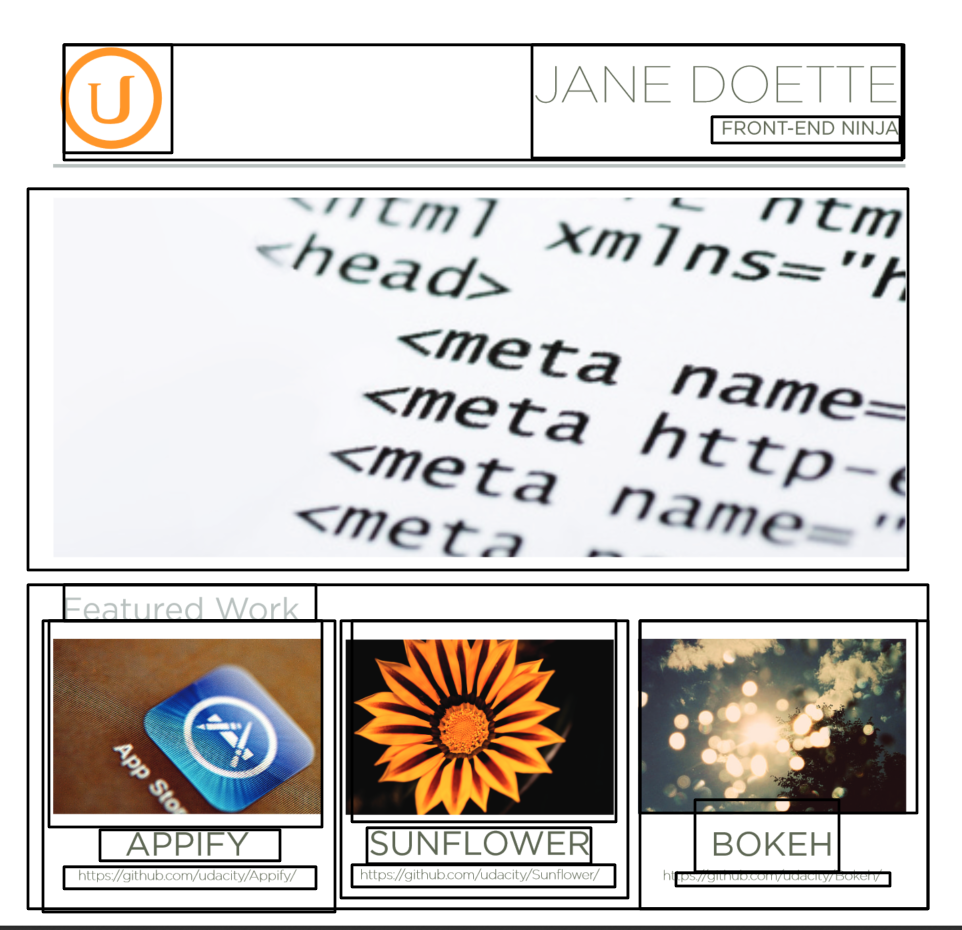 U
JANE DOETTE
FRONT-END NINJA
<html xmlns="h
<head>
<meta name=
<meta http-e
<meta name="
<meta
Featured Work
App Stor
APPIFY
SUNFLOWER
BOKEH
https://github.com/udacity/Appify/
https://github.com/udacity/Sunflower/
https://github.com/udacity/Bokeh/